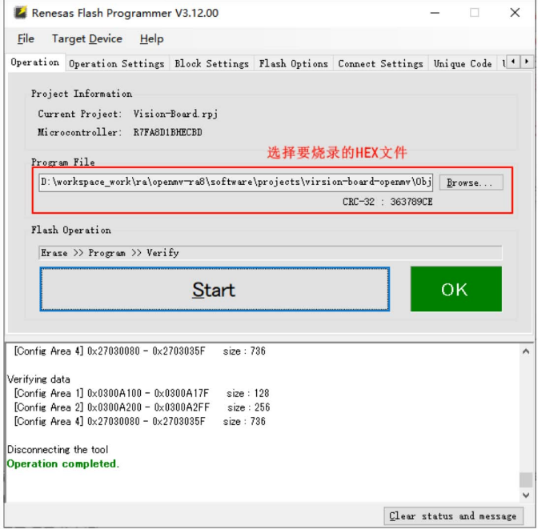 Renesas Flash Programmer V3.12.00
File Target Device Help
Operation Operation Settings Block Settings Flash Options Connect Settings Unique Code
Project Information
Current Project: Vision-Board.rpj
Microcontroller: R7FA8D1BHECBD
选择要烧录的HEX文件
Program File
D:\workspace_work\ra\openmv-ra8\software\projects\virsion-board-openmv\Obj Browse...
CRC-32 : 363789CE
Flash Operation
Erase >> Program >> Verify
Start OK
[Config Area 4] 0x27030080 - 0x2703035F size : 736
Verifying data
[Config Area 1] 0x0300A100 - 0x0300A17F size : 128
[Config Area 2] 0x0300A200 - 0x0300A2FF size : 256
[Config Area 4] 0x27030080 - 0x2703035F size : 736
Disconnecting the tool
Operation completed.
Clear status and message